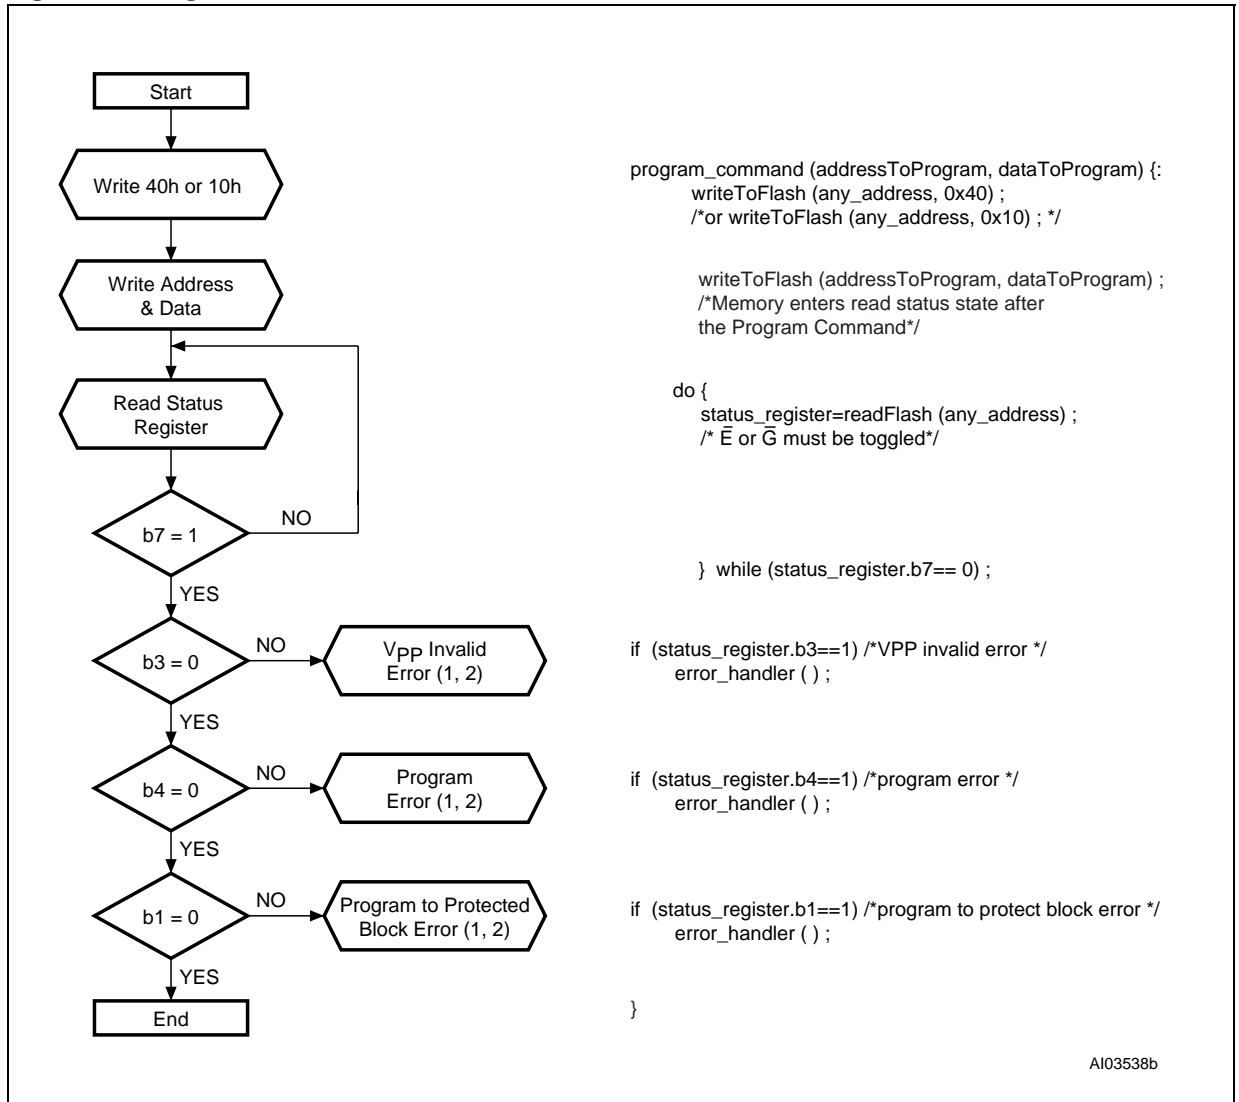 Start
Write 40h or 10h
Write Address
& Data
Read Status
Register
b7 = 1
NO
YES
b3 = 0
NO
VPP Invalid
Error (1, 2)
YES
b4 = 0
NO
Program
Error (1, 2)
YES
b1 = 0
NO
Program to Protected
Block Error (1, 2)
YES
End
program_command (addressToProgram, dataToProgram) {:
writeToFlash (any_address, 0x40) ;
/*or writeToFlash (any_address, 0x10) ; */
writeToFlash (addressToProgram, dataToProgram) ;
/*Memory enters read status state after
the Program Command*/
do {
status_register=readFlash (any_address) ;
/* E̅ or G̅ must be toggled*/
} while (status_register.b7== 0) ;
if (status_register.b3==1) /*VPP invalid error */
error_handler ( ) ;
if (status_register.b4==1) /*program error */
error_handler ( ) ;
if (status_register.b1==1) /*program to protect block error */
error_handler ( ) ;
}
AI03538b